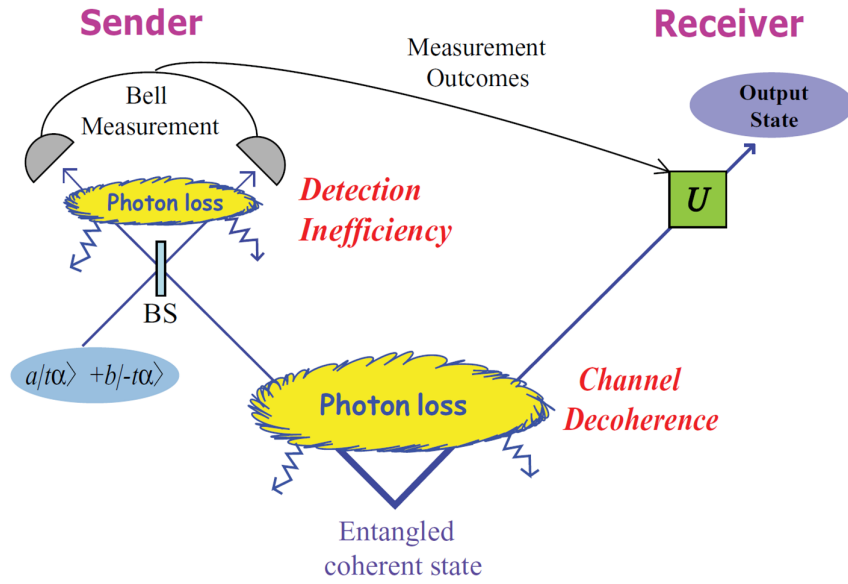 Sender
Receiver
Measurement
Outcomes
Bell
Measurement
Output
State
Photon loss
Detection
Inefficiency
U
BS
a|tα⟩ +b|-tα⟩
Photon loss
Channel
Decoherence
Entangled
coherent state